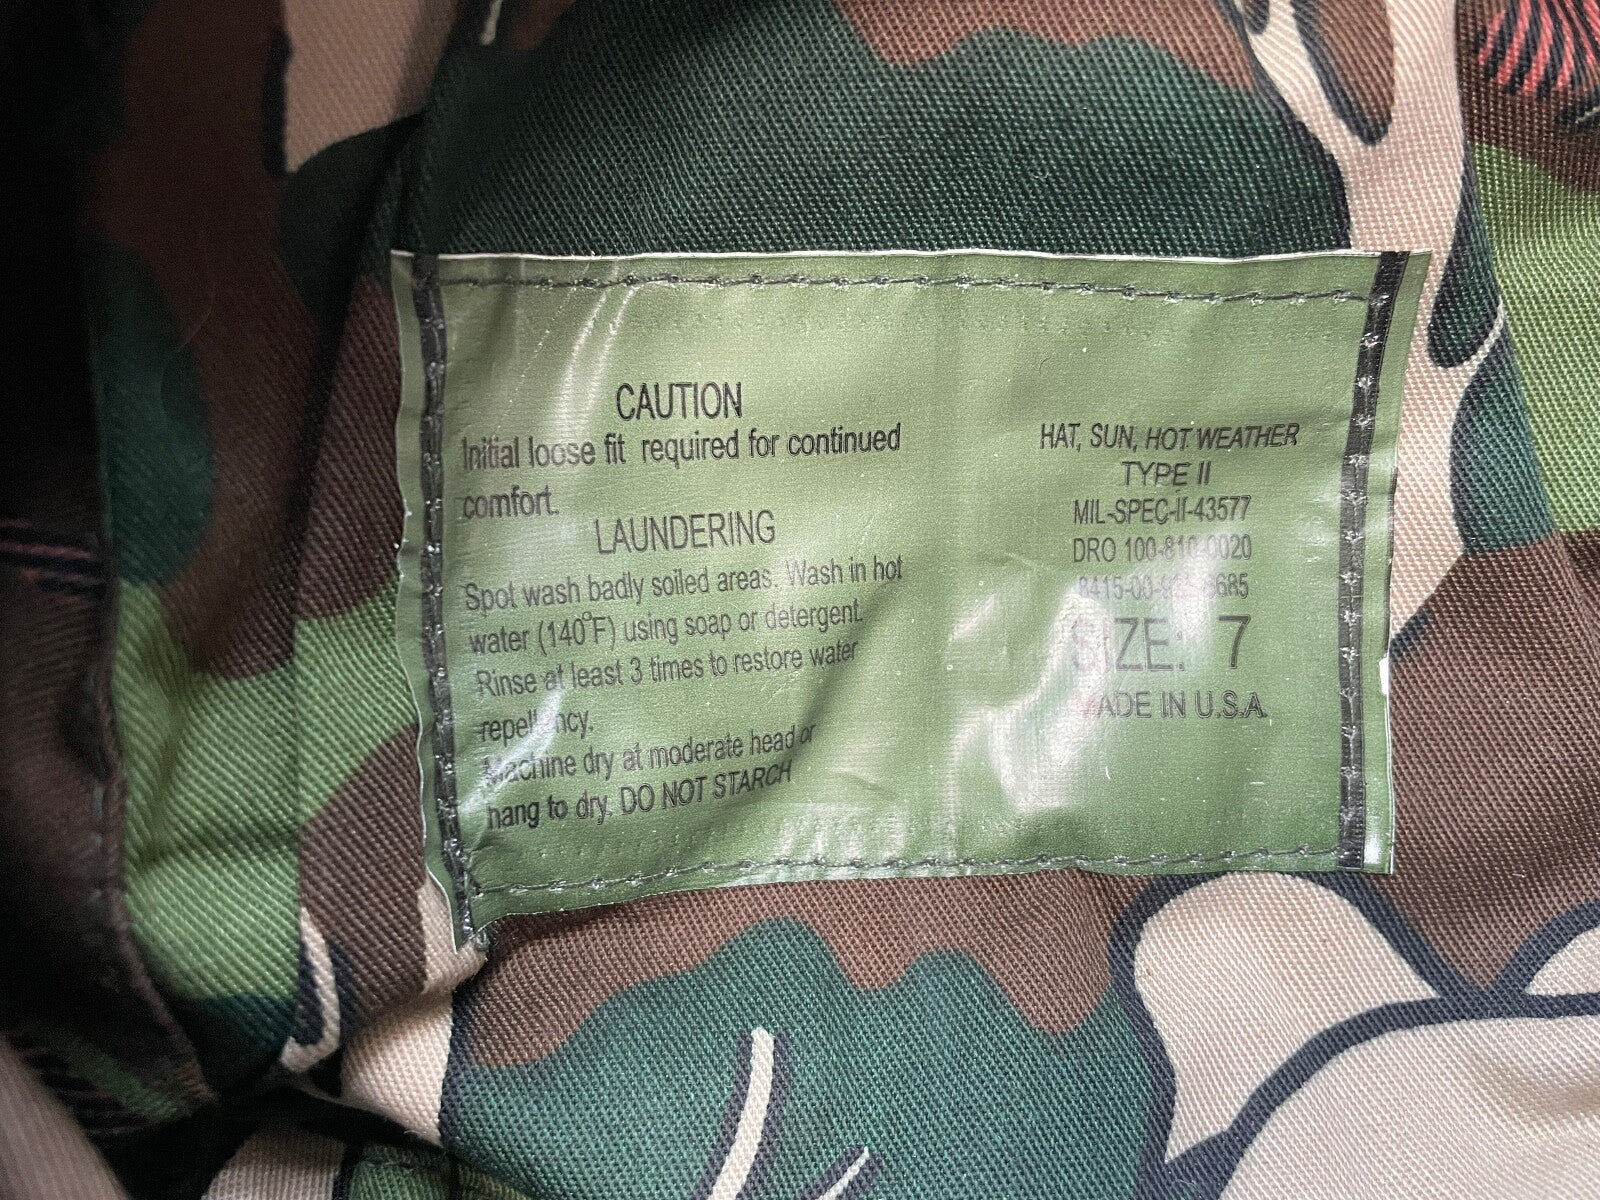 CAUTION
Initial loose fit required for continued
comfort.
LAUNDERING
Spot wash badly soiled areas. Wash in hot
water (140°F) using soap or detergent.
Rinse at least 3 times to restore water
repellency.
Machine dry at moderate head or
hang to dry. DO NOT STARCH
HAT, SUN, HOT WEATHER
TYPE II
MIL-SPEC-II-43577
DRO 100-810-0020
SIZE: 7
MADE IN U.S.A.